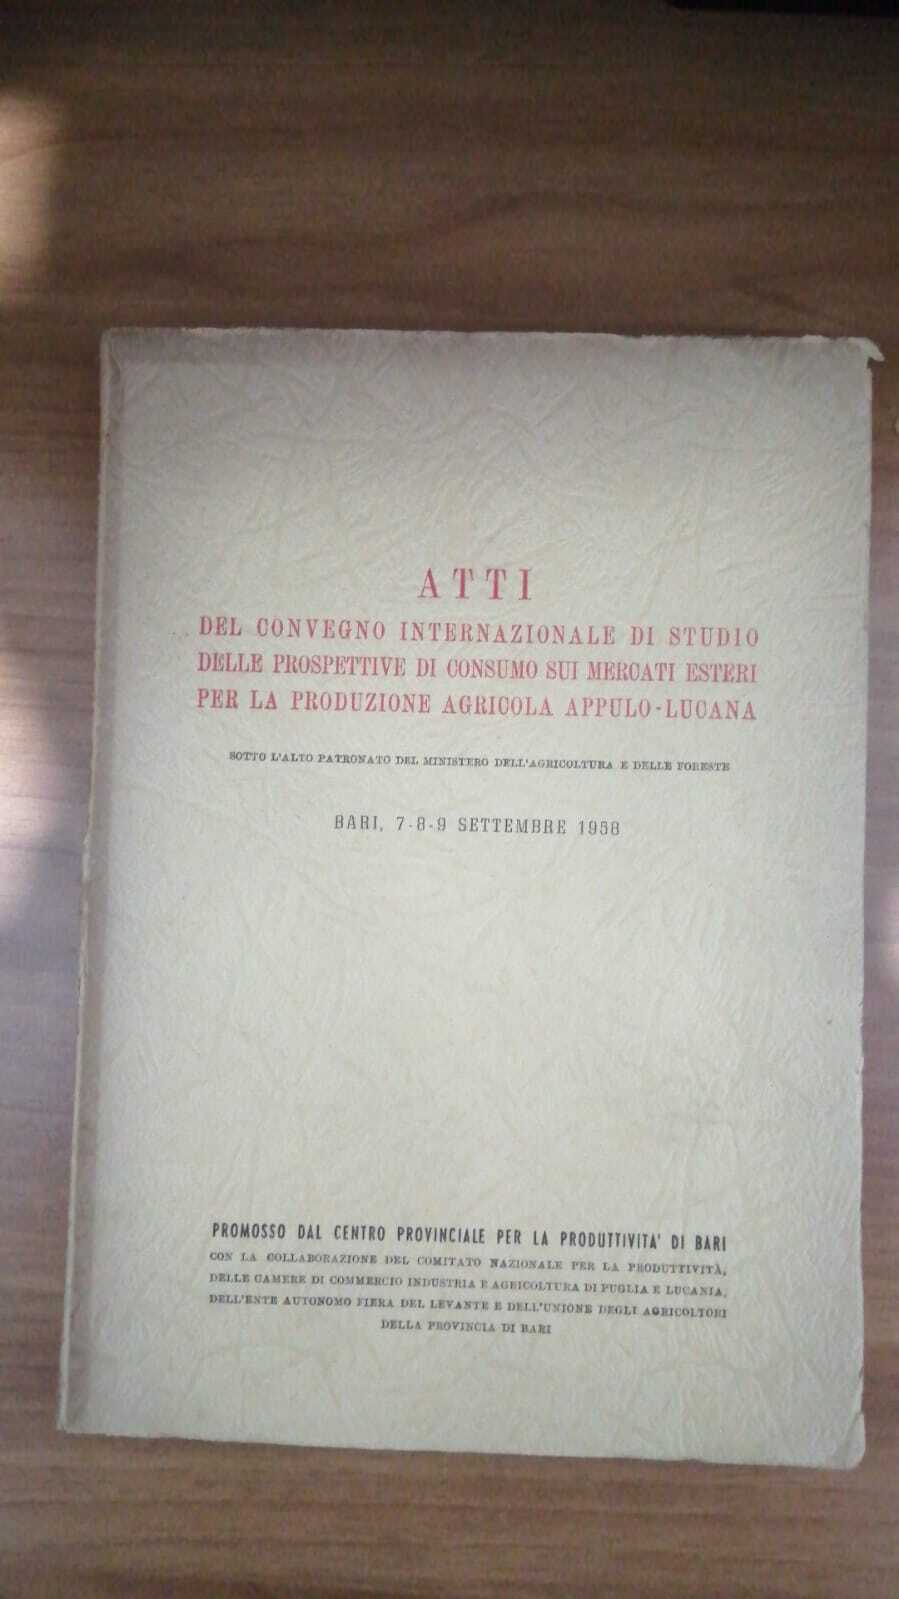 ATTI
DEL CONVEGNO INTERNAZIONALE DI STUDIO
DELLE PROSPETTIVE DI CONSUMO SUI MERCATI ESTERI
PER LA PRODUZIONE AGRICOLA APPULO-LUCANA
SOTTO L'ALTO PATRONATO DEL MINISTERO DELL'AGRICOLTURA E DELLE FORESTE
BARI, 7-8-9 SETTEMBRE 1958
PROMOSSO DAL CENTRO PROVINCIALE PER LA PRODUTTIVITA' DI BARI
CON LA COLLABORAZIONE DEL COMITATO NAZIONALE PER LA PRODUTTIVITÀ,
DELLE CAMERE DI COMMERCIO INDUSTRIA E AGRICOLTURA DI PUGLIA E LUCANIA,
DELL'ENTE AUTONOMO FIERA DEL LEVANTE E DELL'UNIONE DEGLI AGRICOLTORI
DELLA PROVINCIA DI BARI